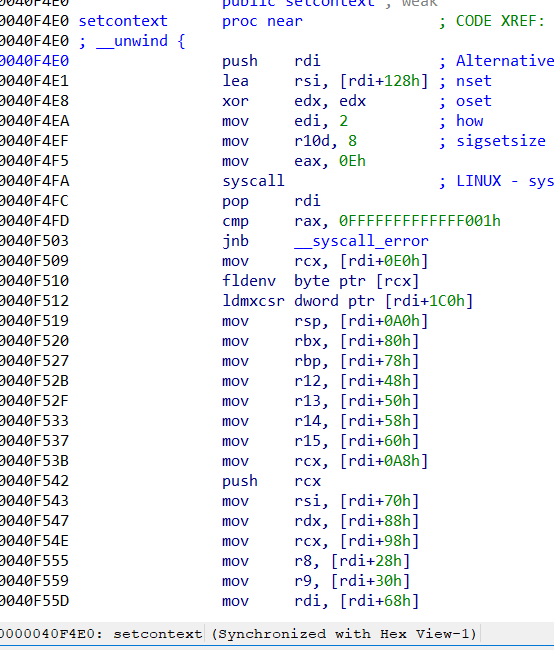 0040F4E0 public setcontext ; weak
0040F4E0 setcontext proc near ; CODE XREF:
0040F4E0 ; __unwind {
0040F4E0 push rdi ; Alternative
0040F4E1 lea rsi, [rdi+128h] ; nset
0040F4E8 xor edx, edx ; oset
0040F4EA mov edi, 2 ; how
0040F4EF mov r10d, 8 ; sigsetsize
0040F4F5 mov eax, 0Eh
0040F4FA syscall ; LINUX - sys
0040F4FC pop rdi
0040F4FD cmp rax, 0FFFFFFFFFFFFF001h
0040F503 jnb __syscall_error
0040F509 mov rcx, [rdi+0E0h]
0040F510 fldenv byte ptr [rcx]
0040F512 ldmxcsr dword ptr [rdi+1C0h]
0040F519 mov rsp, [rdi+0A0h]
0040F520 mov rbx, [rdi+80h]
0040F527 mov rbp, [rdi+78h]
0040F52B mov r12, [rdi+48h]
0040F52F mov r13, [rdi+50h]
0040F533 mov r14, [rdi+58h]
0040F537 mov r15, [rdi+60h]
0040F53B mov rcx, [rdi+0A8h]
0040F542 push rcx
0040F543 mov rsi, [rdi+70h]
0040F547 mov rdx, [rdi+88h]
0040F54E mov rcx, [rdi+98h]
0040F555 mov r8, [rdi+28h]
0040F559 mov r9, [rdi+30h]
0040F55D mov rdi, [rdi+68h]
0000040F4E0: setcontext (Synchronized with Hex View-1)